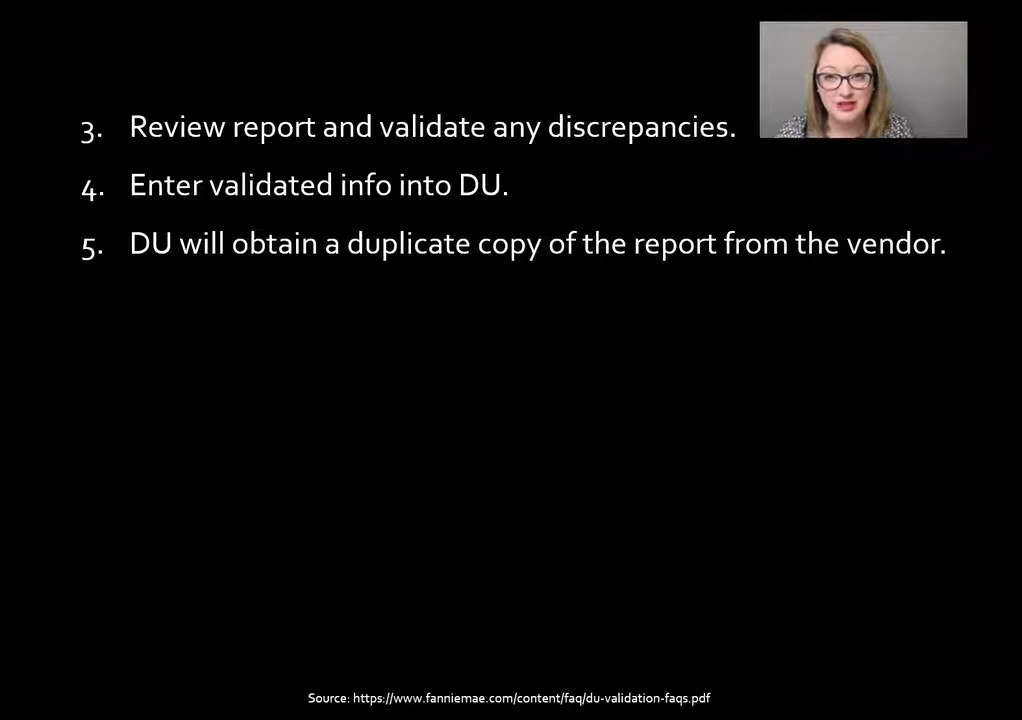 3. Review report and validate any discrepancies.
4. Enter validated info into DU.
5. DU will obtain a duplicate copy of the report from the vendor.
Source: https://www.fanniemae.com/content/faq/du-validation-faqs.pdf